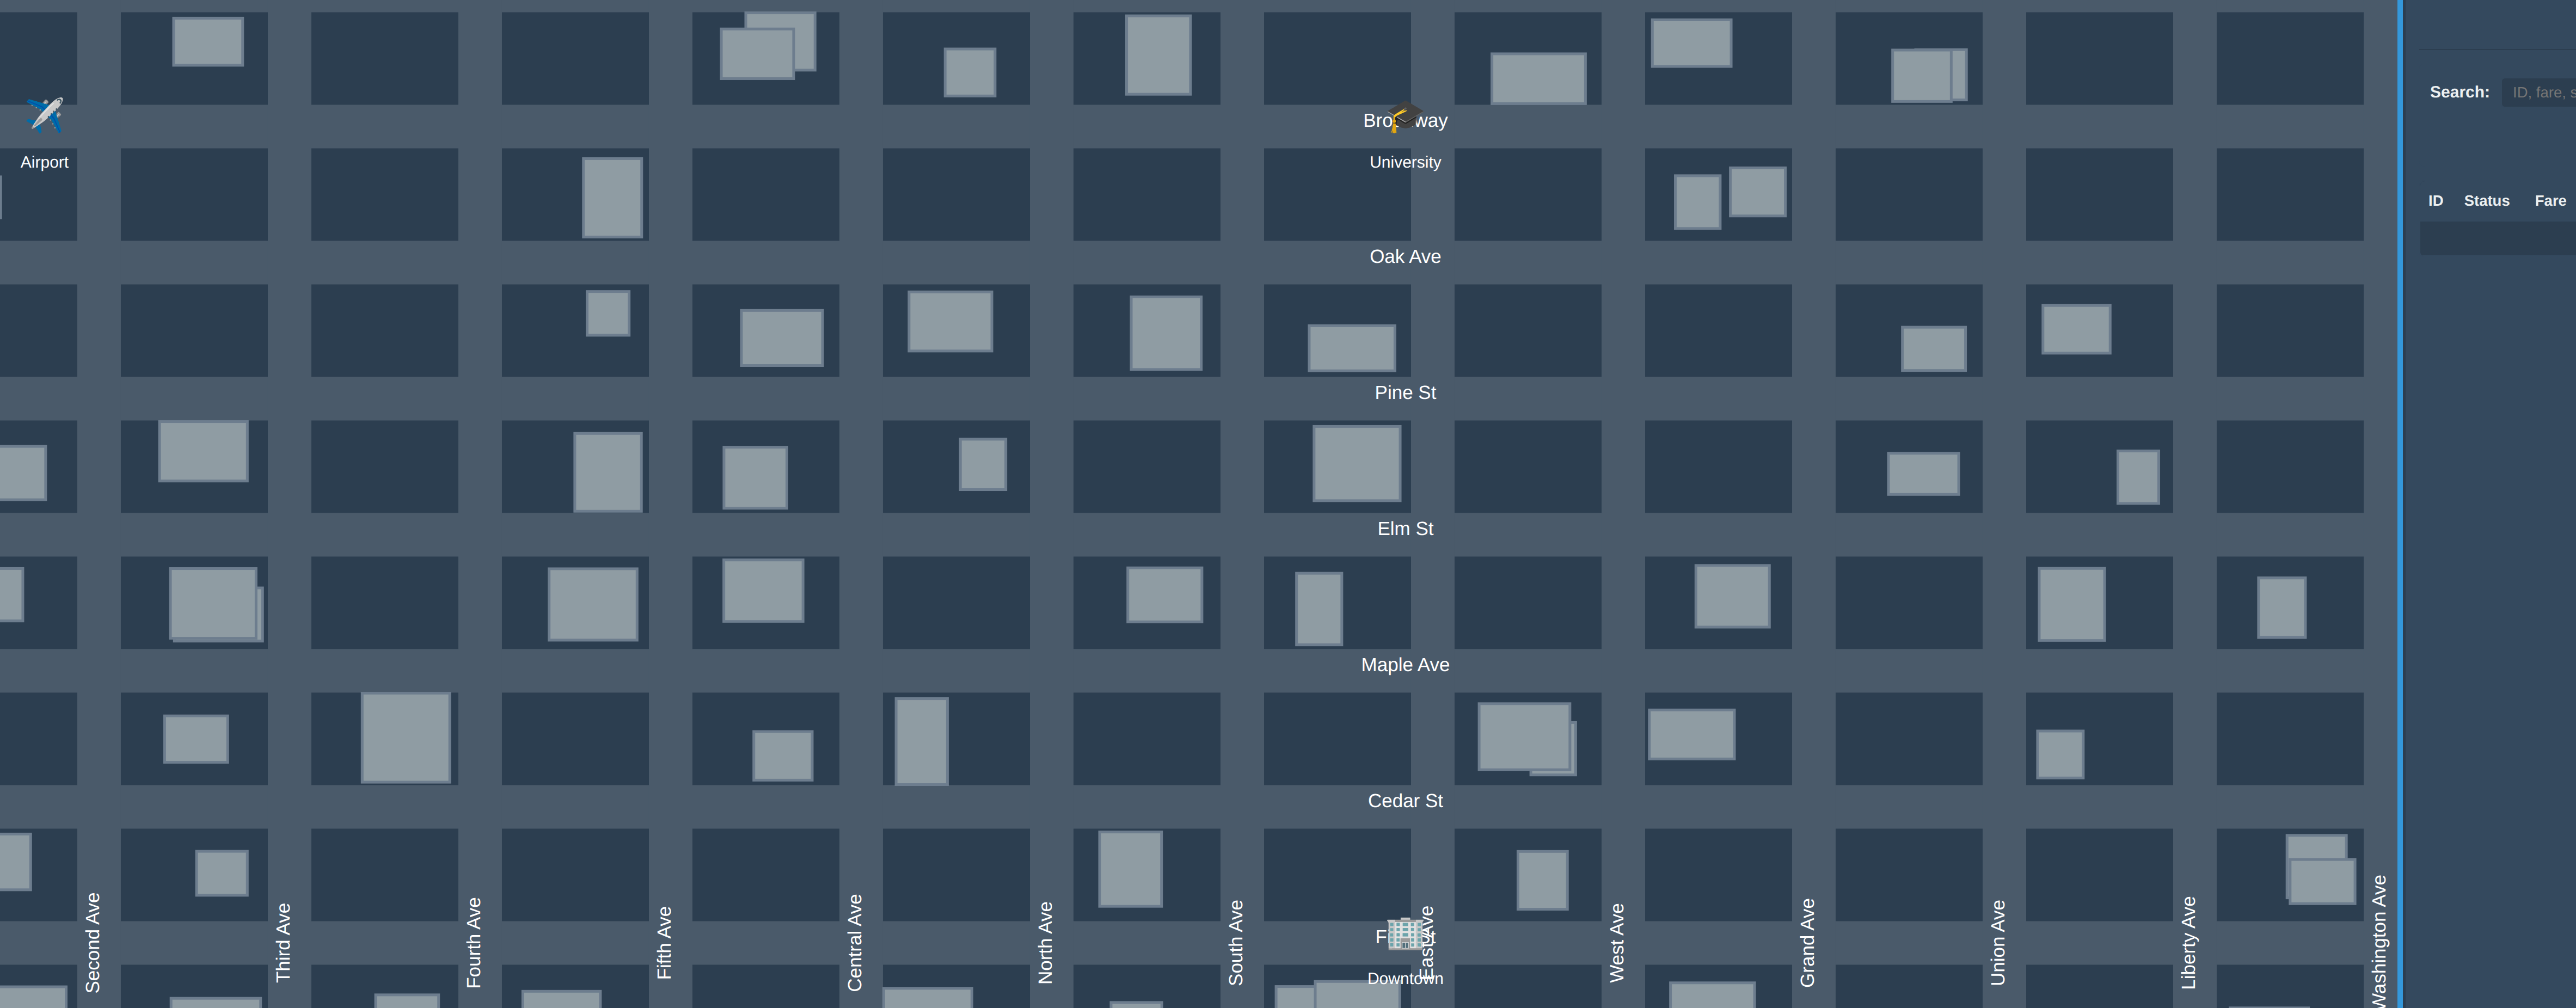 Search: ID, fare, s
Airport
University
ID Status Fare
Oak Ave
Pine St
Elm St
Maple Ave
Cedar St
Second Ave
Third Ave
Fourth Ave
Fifth Ave
Central Ave
North Ave
South Ave
West Ave
Grand Ave
Union Ave
Liberty Ave
Washington Ave
Downtown